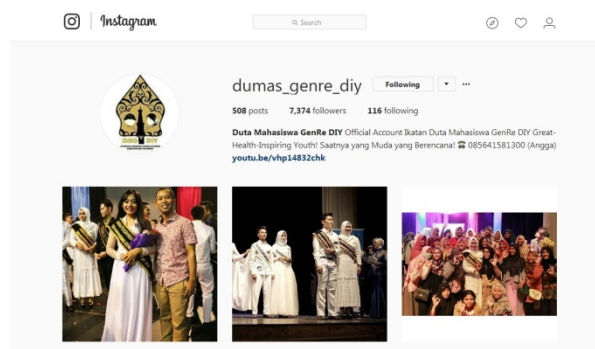 Instagram
Search
dumas_genre_diy Following
508 posts 7,374 followers 116 following
Duta Mahasiswa GenRe DIY Official Account Ikatan Duta Mahasiswa GenRe DIY Great-
Health-Inspiring Youth! Saatnya yang Muda yang Berencana! ☎ 085641581300 (Angga)
youtu.be/vhp14832chk